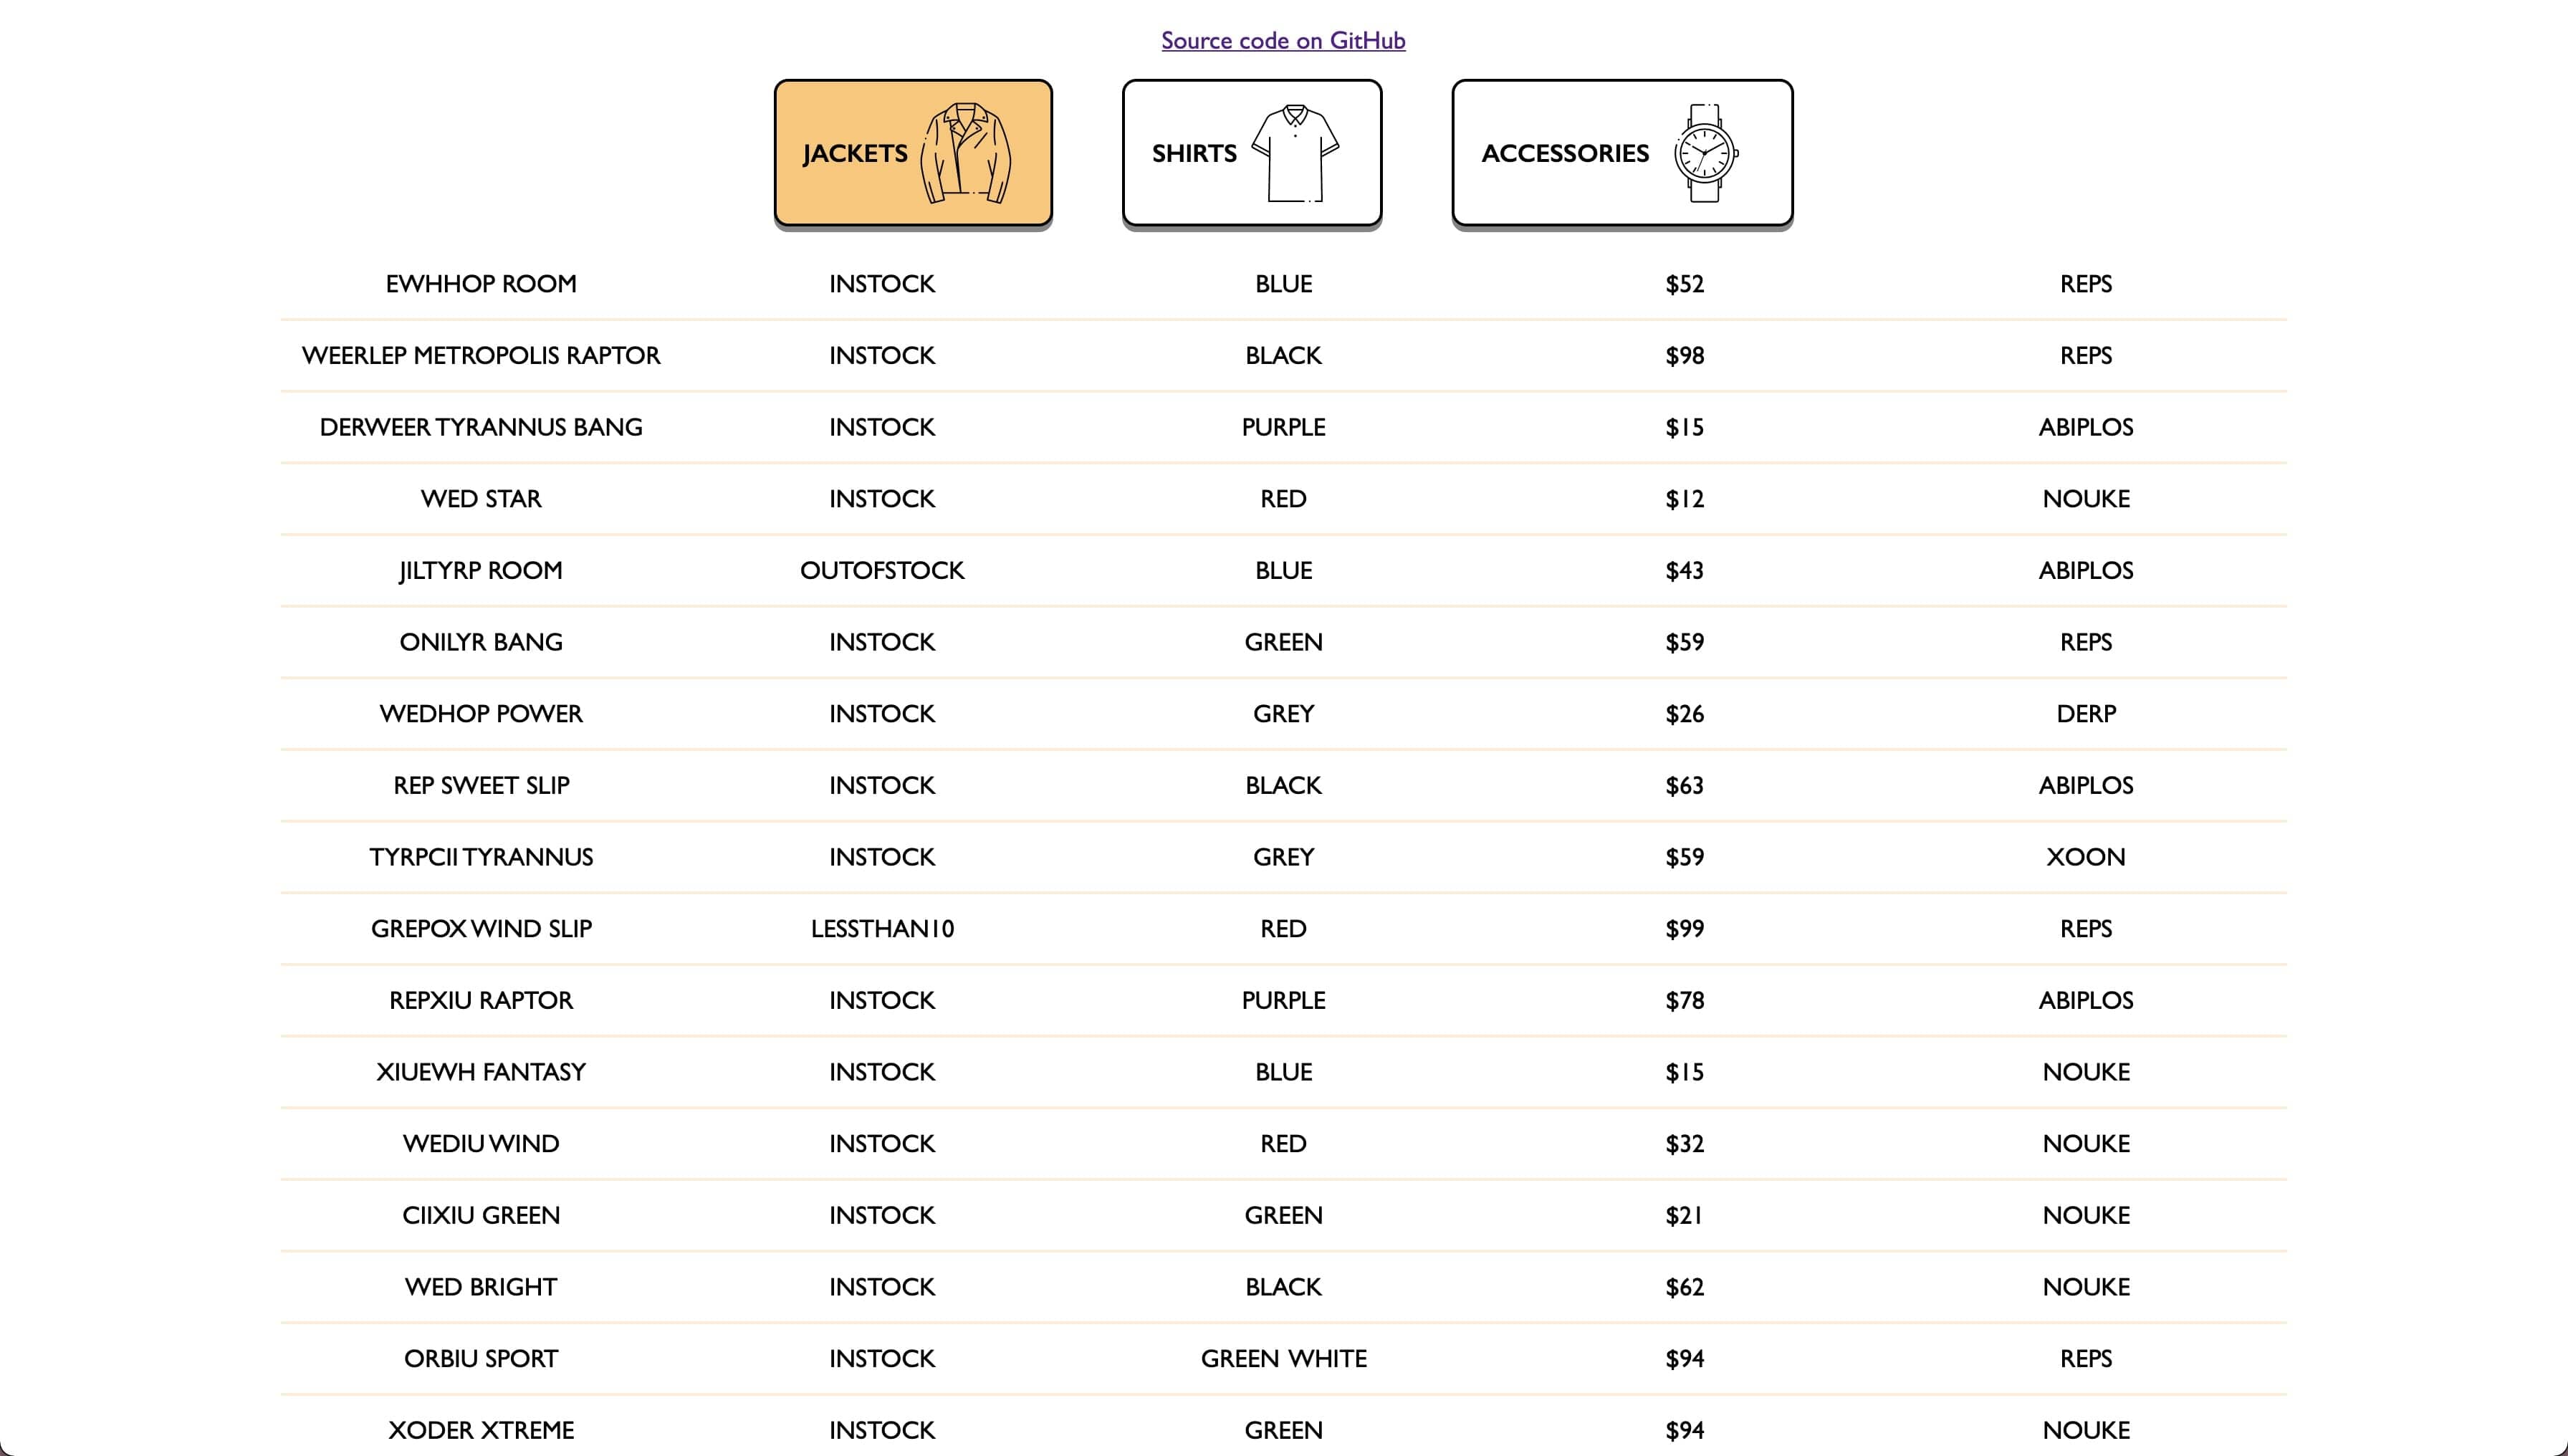 Source code on GitHub
JACKETS SHIRTS ACCESSORIES
EWHHOP ROOM INSTOCK BLUE $52 REPS
WEERLEP METROPOLIS RAPTOR INSTOCK BLACK $98 REPS
DERWEER TYRANNUS BANG INSTOCK PURPLE $15 ABIPLOS
WED STAR INSTOCK RED $12 NOUKE
JILTYRP ROOM OUTOFSTOCK BLUE $43 ABIPLOS
ONILYR BANG INSTOCK GREEN $59 REPS
WEDHOP POWER INSTOCK GREY $26 DERP
REP SWEET SLIP INSTOCK BLACK $63 ABIPLOS
TYRPCII TYRANNUS INSTOCK GREY $59 XOON
GREPOX WIND SLIP LESSTHAN10 RED $99 REPS
REPXIU RAPTOR INSTOCK PURPLE $78 ABIPLOS
XIUEWH FANTASY INSTOCK BLUE $15 NOUKE
WEDIU WIND INSTOCK RED $32 NOUKE
CIIXIU GREEN INSTOCK GREEN $21 NOUKE
WED BRIGHT INSTOCK BLACK $62 NOUKE
ORBIU SPORT INSTOCK GREEN WHITE $94 REPS
XODER XTREME INSTOCK GREEN $94 NOUKE